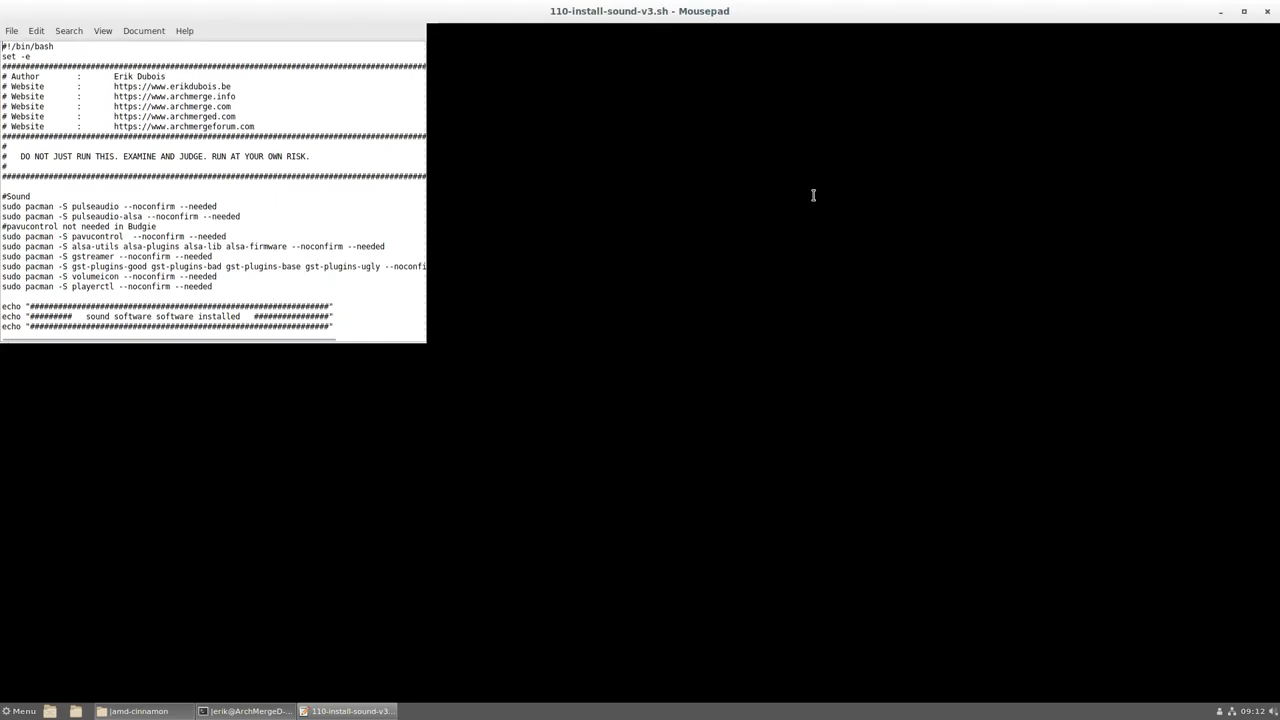 110-install-sound-v3.sh - Mousepad
File Edit Search View Document Help
#!/bin/bash
set -e
##################################################################################################################
# Author : Erik Dubois
# Website : https://www.erikdubois.be
# Website : https://www.archmerge.info
# Website : https://www.archmerge.com
# Website : https://www.archmerged.com
# Website : https://www.archmergeforum.com
##################################################################################################################
#
# DO NOT JUST RUN THIS. EXAMINE AND JUDGE. RUN AT YOUR OWN RISK.
#
##################################################################################################################
#Sound
sudo pacman -S pulseaudio --noconfirm --needed
sudo pacman -S pulseaudio-alsa --noconfirm --needed
#pavucontrol not needed in Budgie
sudo pacman -S pavucontrol  --noconfirm --needed
sudo pacman -S alsa-utils alsa-plugins alsa-lib alsa-firmware --noconfirm --needed
sudo pacman -S gstreamer --noconfirm --needed
sudo pacman -S gst-plugins-good gst-plugins-bad gst-plugins-base gst-plugins-ugly --noconfi
sudo pacman -S volumeicon --noconfirm --needed
sudo pacman -S playerctl --noconfirm --needed
echo "################################################################"
echo "#########   sound software software installed   ################"
echo "################################################################"
Menu |amd-cinnamon |erik@ArchMergeD-... 110-install-sound-v3... 09:12